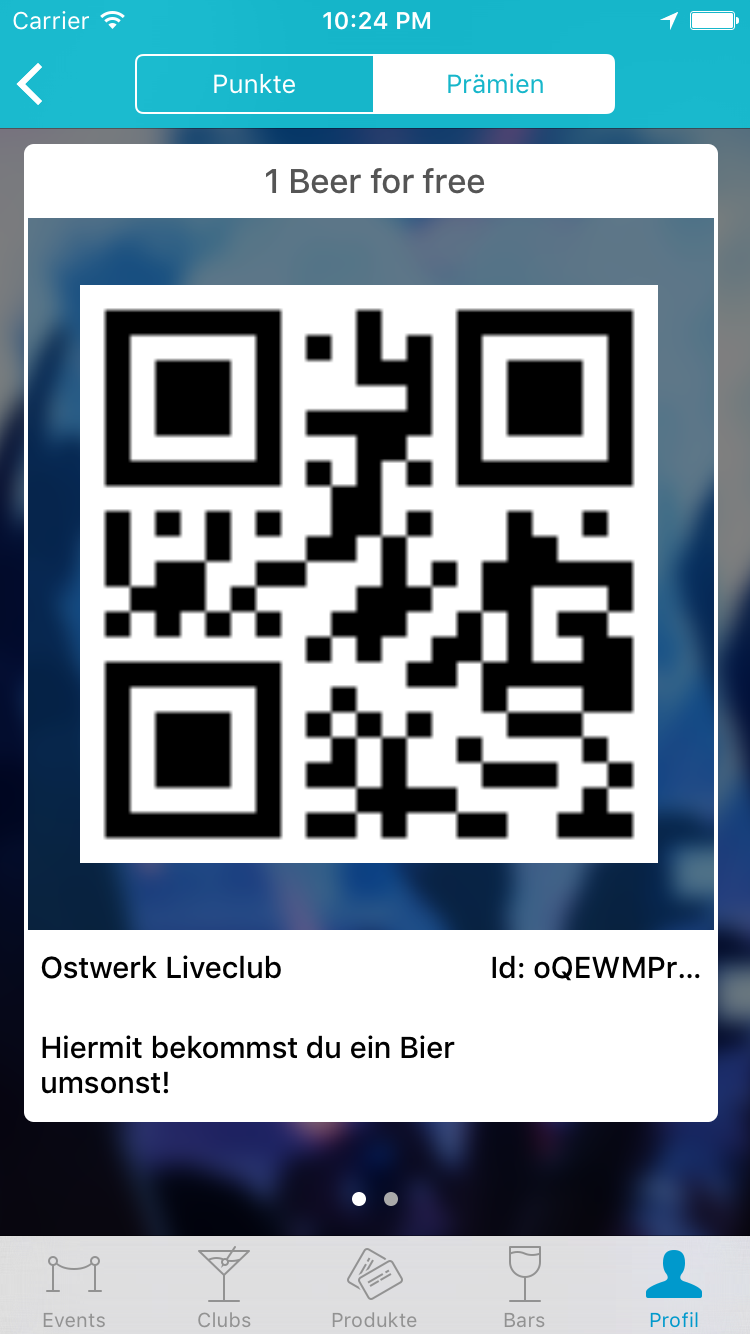 Carrier 10:24 PM
Punkte Prämien
1 Beer for free
Ostwerk Liveclub Id: oQEWMPr...
Hiermit bekommst du ein Bier
umsonst!
Events Clubs Produkte Bars Profil